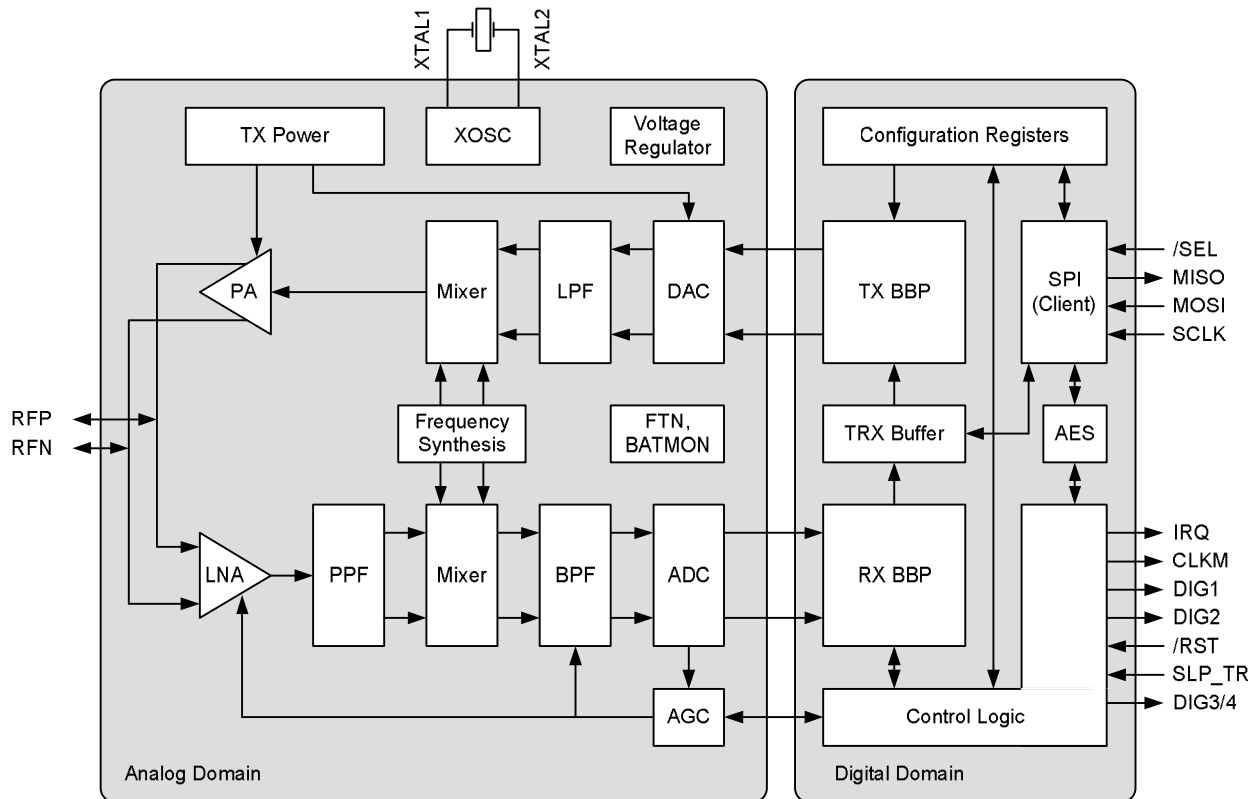 XTAL1
XTAL2
TX Power
XOSC
Voltage
Regulator
Configuration Registers
PA
Mixer
LPF
DAC
TX BBP
SPI
(Client)
/SEL
MISO
MOSI
SCLK
RFP
RFN
Frequency
Synthesis
FTN,
BATMON
TRX Buffer
AES
LNA
PPF
Mixer
BPF
ADC
RX BBP
IRQ
CLKM
DIG1
DIG2
/RST
SLP_TR
DIG3/4
AGC
Control Logic
Analog Domain
Digital Domain